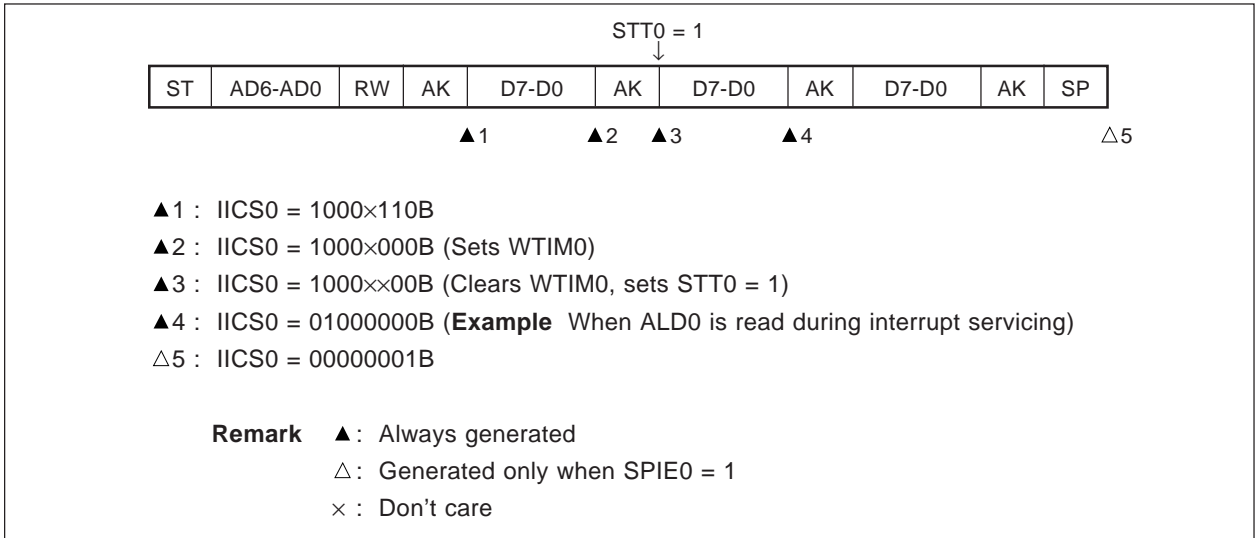 STT0 = 1
↓
ST AD6-AD0 RW AK D7-D0 AK D7-D0 AK D7-D0 AK SP
▲1 ▲2 ▲3 ▲4 △5
▲1 : IICS0 = 1000×110B
▲2 : IICS0 = 1000×000B (Sets WTIM0)
▲3 : IICS0 = 1000××00B (Clears WTIM0, sets STT0 = 1)
▲4 : IICS0 = 01000000B (Example When ALD0 is read during interrupt servicing)
△5 : IICS0 = 00000001B
Remark ▲: Always generated
△: Generated only when SPIE0 = 1
× : Don't care